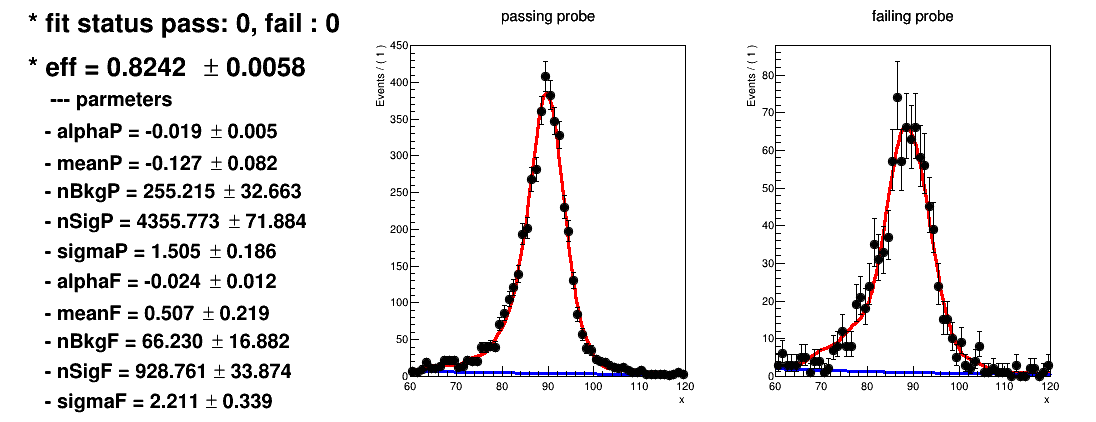 * fit status pass: 0, fail : 0
* eff = 0.8242 ± 0.0058
--- parmeters
- alphaP = -0.019 ± 0.005
- meanP = -0.127 ± 0.082
- nBkgP = 255.215 ± 32.663
- nSigP = 4355.773 ± 71.884
- sigmaP = 1.505 ± 0.186
- alphaF = -0.024 ± 0.012
- meanF = 0.507 ± 0.219
- nBkgF = 66.230 ± 16.882
- nSigF = 928.761 ± 33.874
- sigmaF = 2.211 ± 0.339
passing probe
Events / ( 1 )
450
400
350
300
250
200
150
100
50
0
60 70 80 90 100 110 120
x
failing probe
Events / ( 1 )
80
70
60
50
40
30
20
10
0
60 70 80 90 100 110 120
x